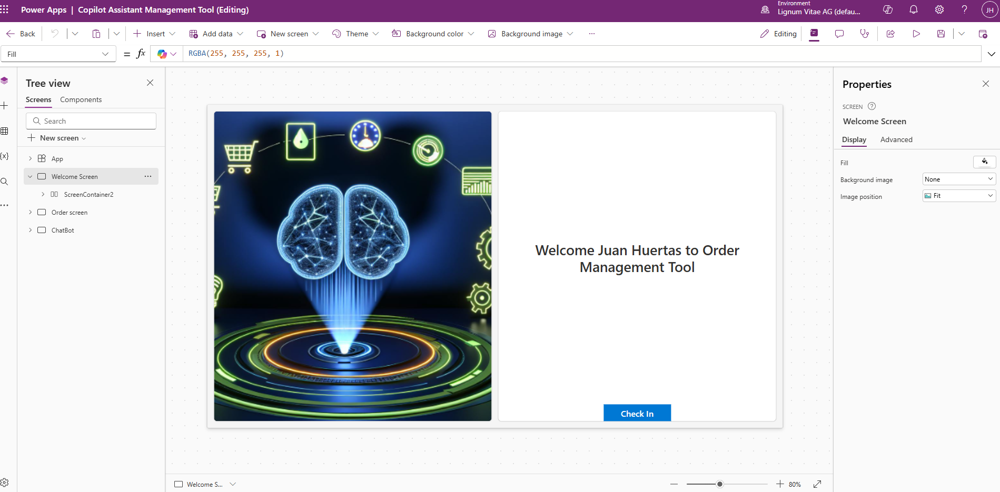 Power Apps | Copilot Assistant Management Tool (Editing)
Environment
Lignum Vitae AG (defau...
JH
Back
Insert
Add data
New screen
Theme
Background color
Background image
...
Editing
Fill
= fx
RGBA(255, 255, 255, 1)
Tree view
Screens
Components
Search
New screen
App
Welcome Screen
...
ScreenContainer2
Order screen
ChatBot
Welcome Juan Huertas to Order
Management Tool
Check In
Properties
SCREEN ?
Welcome Screen
Display
Advanced
Fill
Background image
None
Image position
Fit
Welcome S...
80%